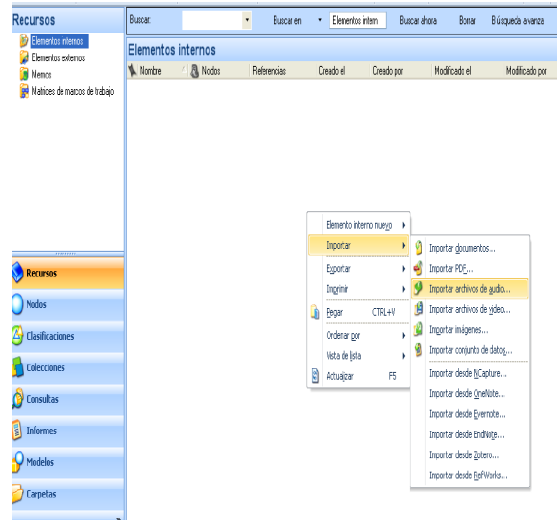 Recursos
Elementos internos
Elementos externos
Memos
Matrices de marcos de trabajo
Recursos
Nodos
Clasificaciones
Colecciones
Consultas
Informes
Modelos
Carpetas
Buscar: Buscar en Elementos intern Buscar ahora Borrar Búsqueda avanza
Elementos internos
Nombre Nodos Referencias Creado el Creado por Modificado el Modificado por
Elemento interno nuevo
Importar
Exportar
Imprimir
Pegar CTRL+V
Ordenar por
Vista de lista
Actualizar F5
Importar documentos...
Importar PDF...
Importar archivos de audio...
Importar archivos de vídeo...
Importar imágenes...
Importar conjunto de datos...
Importar desde NCapture...
Importar desde OneNote...
Importar desde Evernote...
Importar desde EndNote...
Importar desde Zotero...
Importar desde RefWorks...